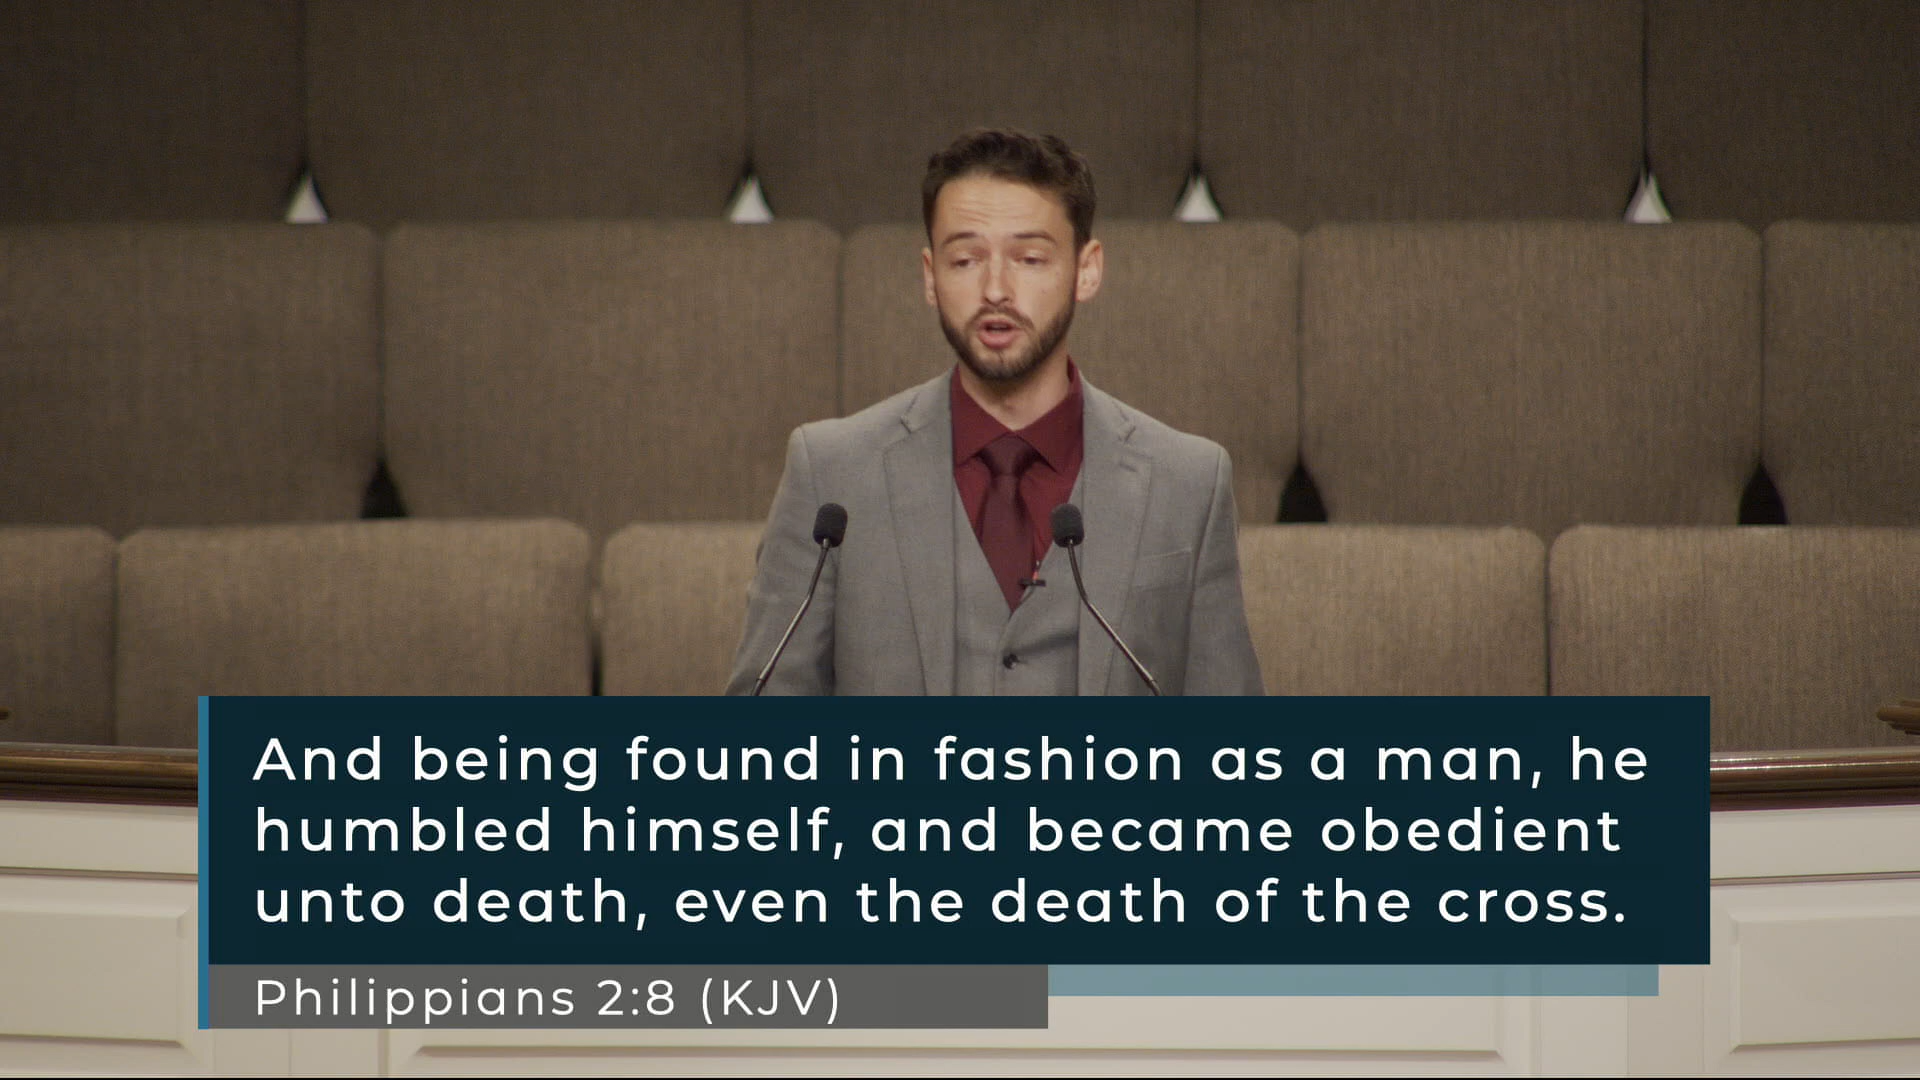 And being found in fashion as a man, he
humbled himself, and became obedient
unto death, even the death of the cross.
Philippians 2:8 (KJV)